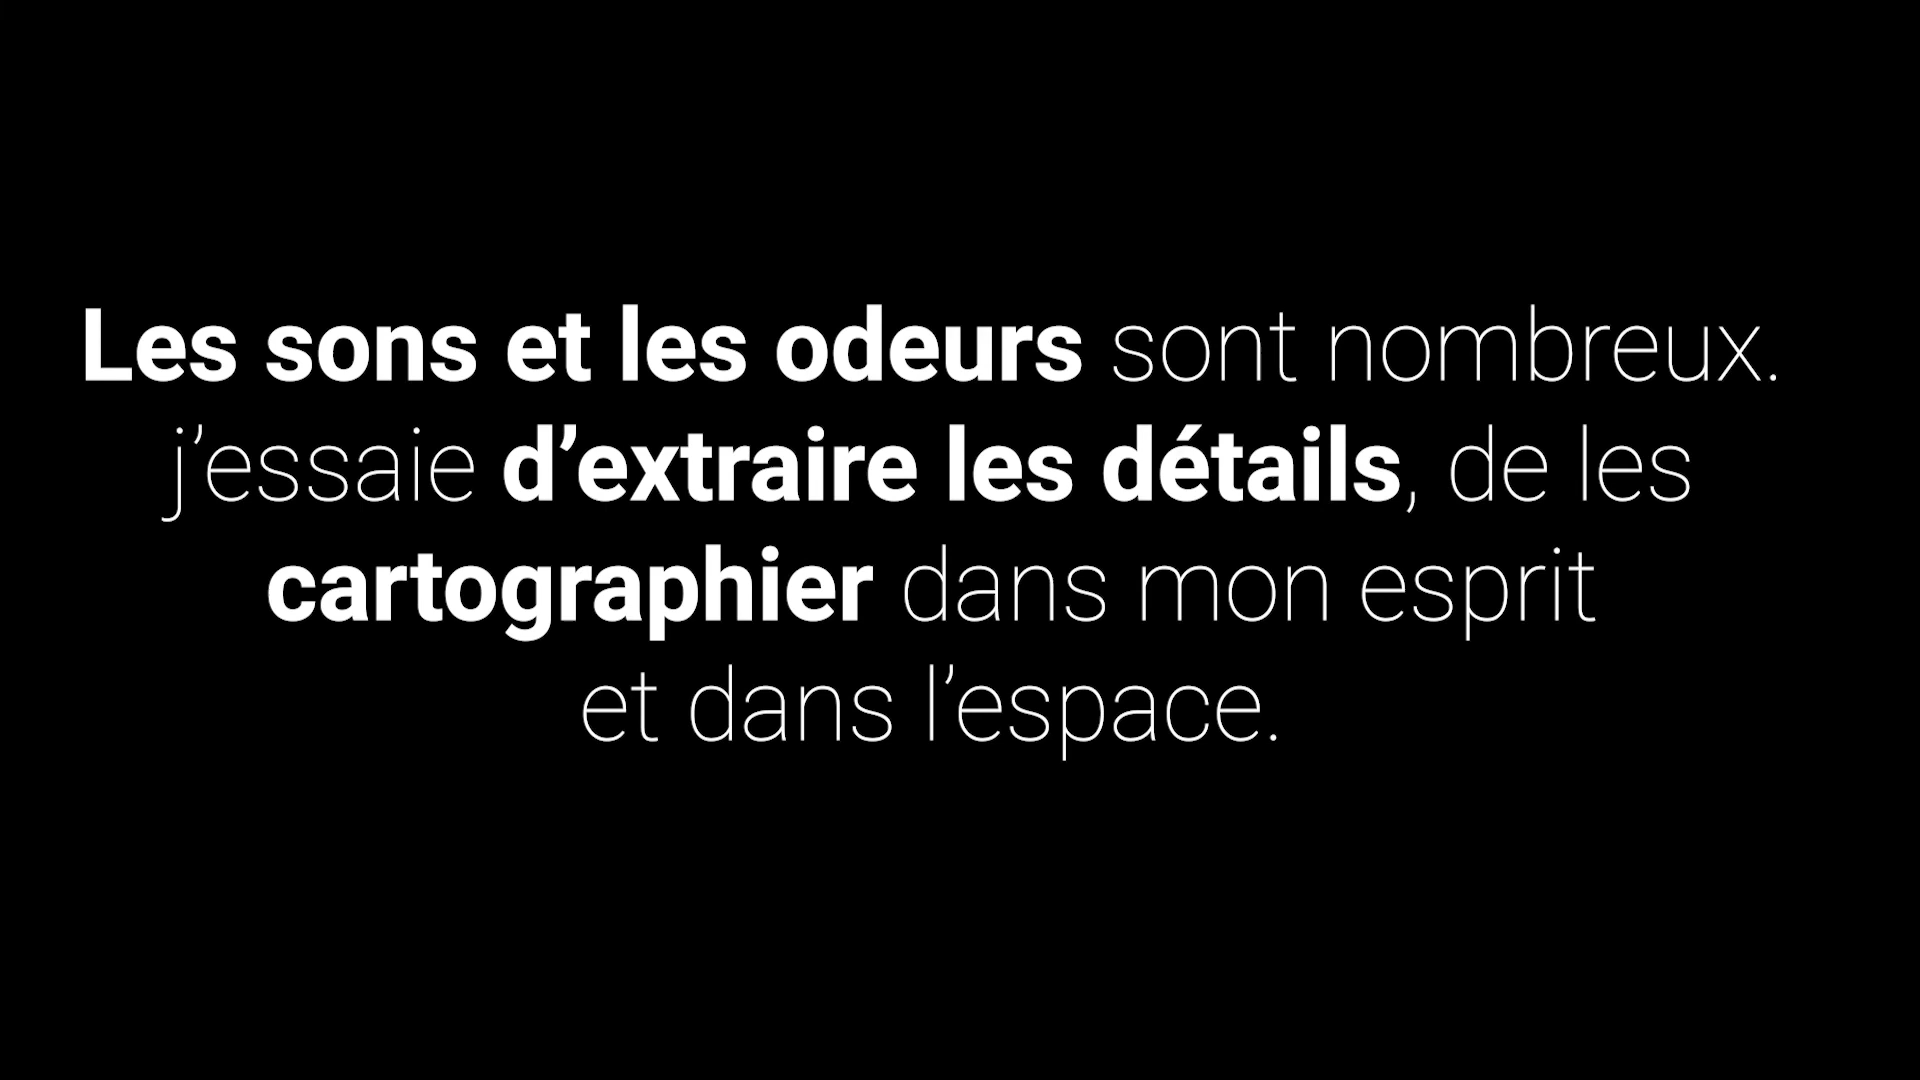 Les sons et les odeurs sont nombreux.
j’essaie d’extraire les détails, de les
cartographier dans mon esprit
et dans l’espace.